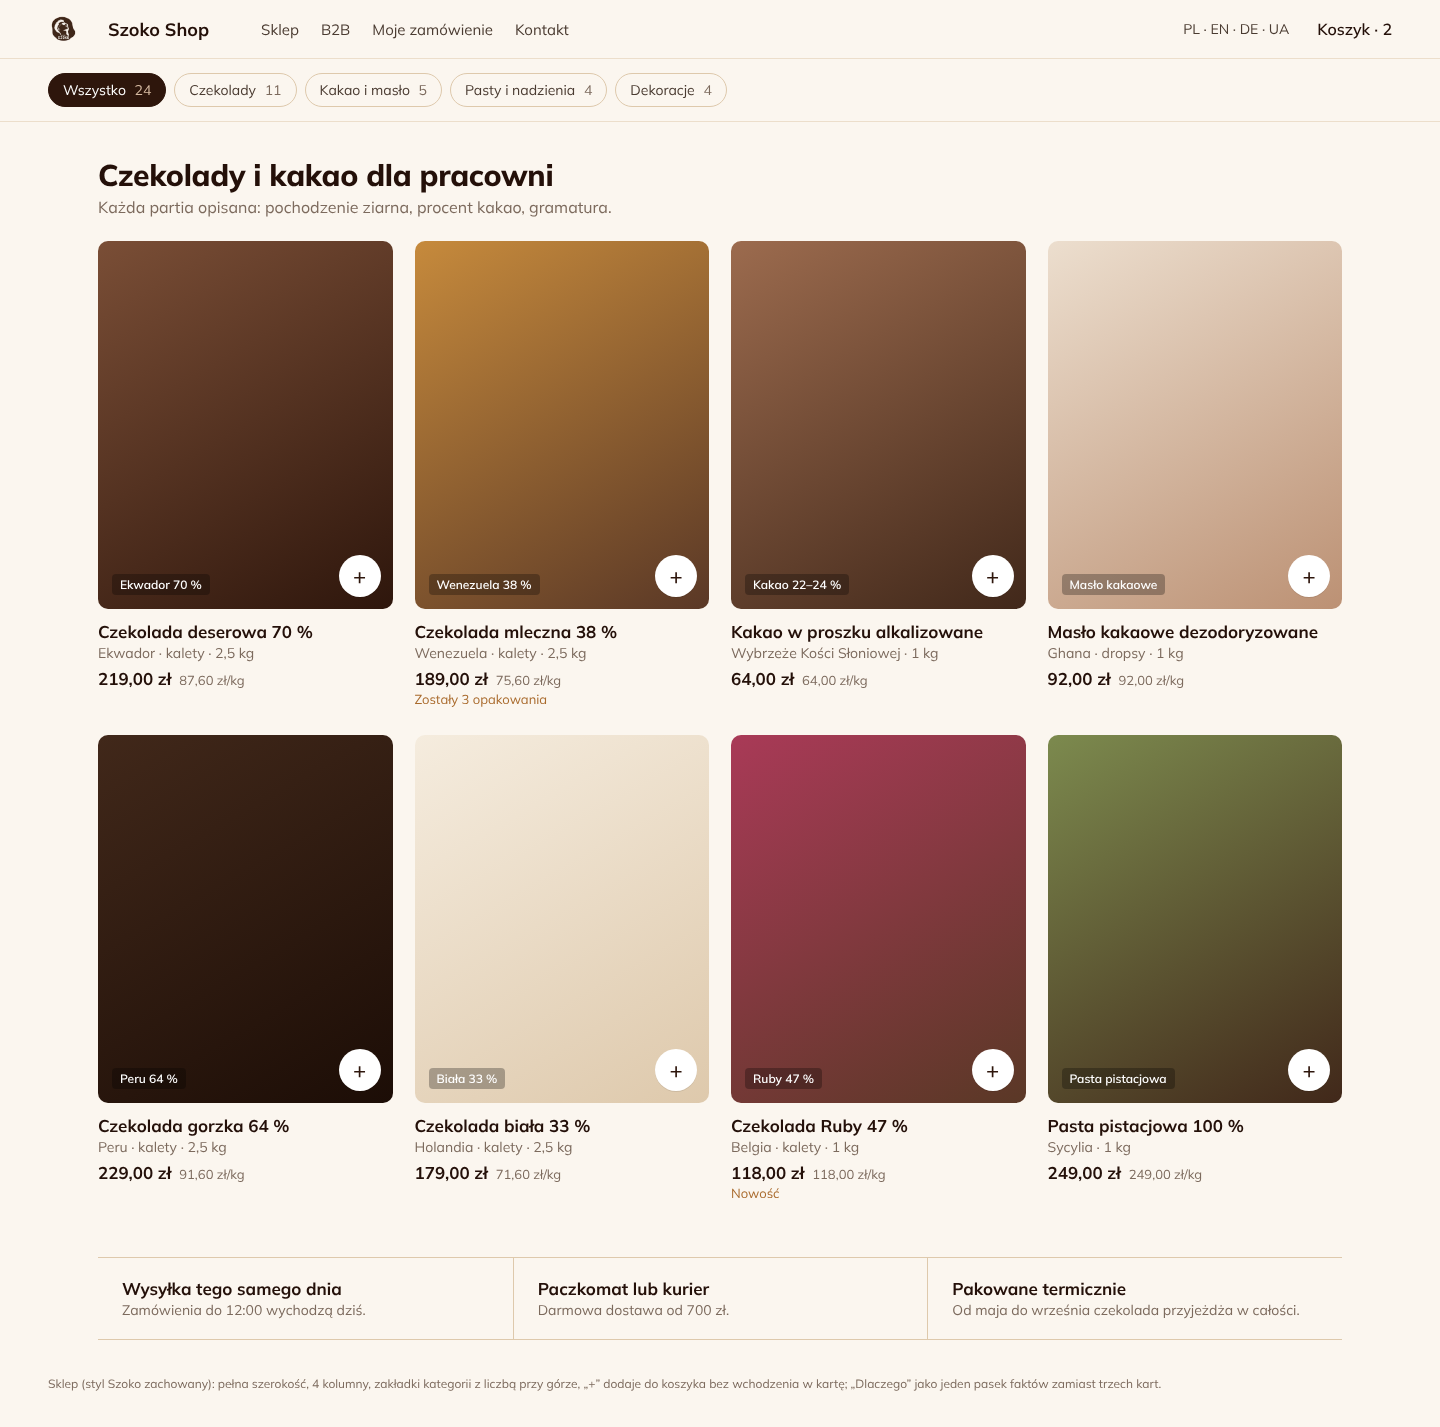 Szoko Shop Sklep B2B Moje zamówienie Kontakt PL · EN · DE · UA Koszyk · 2
Wszystko 24 Czekolady 11 Kakao i masło 5 Pasty i nadzienia 4 Dekoracje 4
Czekolady i kakao dla pracowni
Każda partia opisana: pochodzenie ziarna, procent kakao, gramatura.
Ekwador 70 % + Wenezuela 38 % + Kakao 22–24 % + Masło kakaowe +
Czekolada deserowa 70 % Czekolada mleczna 38 % Kakao w proszku alkalizowane Masło kakaowe dezodoryzowane
Ekwador · kalety · 2,5 kg Wenezuela · kalety · 2,5 kg Wybrzeże Kości Słoniowej · 1 kg Ghana · dropsy · 1 kg
219,00 zł 87,60 zł/kg 189,00 zł 75,60 zł/kg 64,00 zł 64,00 zł/kg 92,00 zł 92,00 zł/kg
Zostały 3 opakowania
Peru 64 % + Biała 33 % + Ruby 47 % + Pasta pistacjowa +
Czekolada gorzka 64 % Czekolada biała 33 % Czekolada Ruby 47 % Pasta pistacjowa 100 %
Peru · kalety · 2,5 kg Holandia · kalety · 2,5 kg Belgia · kalety · 1 kg Sycylia · 1 kg
229,00 zł 91,60 zł/kg 179,00 zł 71,60 zł/kg 118,00 zł 118,00 zł/kg 249,00 zł 249,00 zł/kg
Nowość
Wysyłka tego samego dnia Paczkomat lub kurier Pakowane termicznie
Zamówienia do 12:00 wychodzą dziś. Darmowa dostawa od 700 zł. Od maja do września czekolada przyjeżdża w całości.
Sklep (styl Szoko zachowany): pełna szerokość, 4 kolumny, zakładki kategorii z liczbą przy górze, „+” dodaje do koszyka bez wchodzenia w kartę; „Dlaczego” jako jeden pasek faktów zamiast trzech kart.